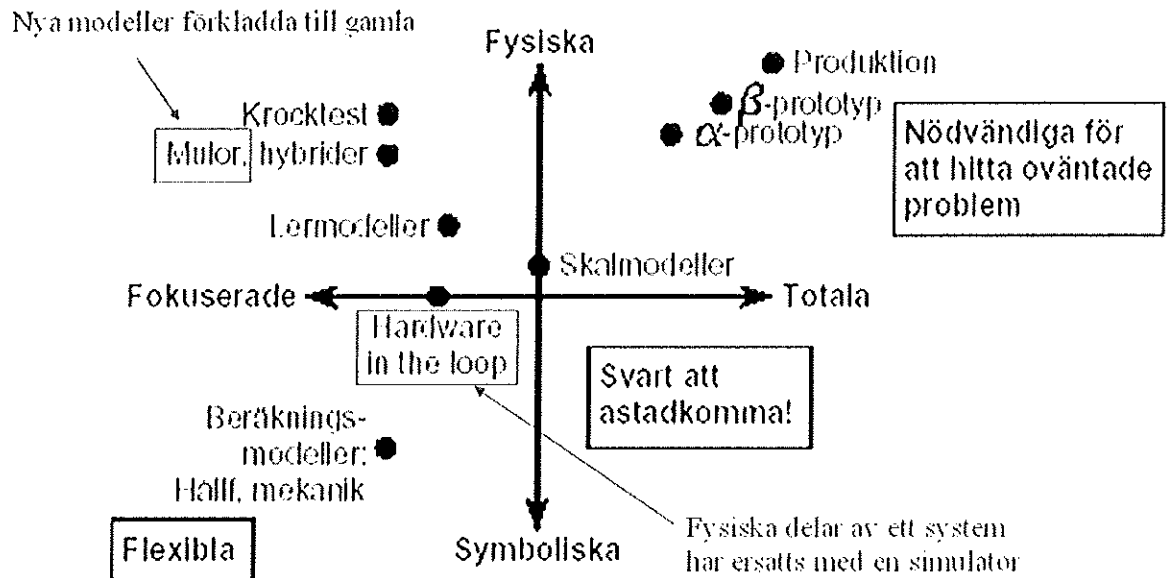 Nya modeller förklädda till gamla
Fysiska
Produktion
Krocktest
β-prototyp
α-prototyp
Mulor, hybrider
Nödvändiga för
att hitta oväntade
problem
Lermodeller
Skalmodeller
Fokuserade
Totala
Hardware
in the loop
Svart att
astadkomma!
Beräknings-
modeller:
Hållf, mekanik
Flexibla
Symboliska
Fysiska delar av ett system
har ersatts med en simulator